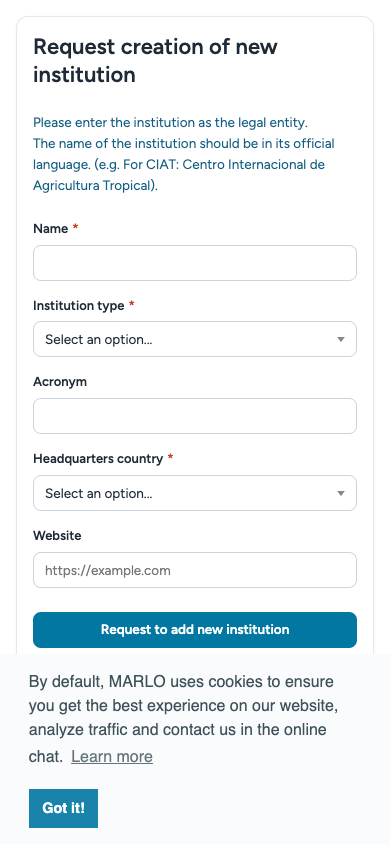 Request creation of new
institution
Please enter the institution as the legal entity.
The name of the institution should be in its official
language. (e.g. For CIAT: Centro Internacional de
Agricultura Tropical).
Name *
Institution type *
Select an option...
Acronym
Headquarters country *
Select an option...
Website
https://example.com
Request to add new institution
By default, MARLO uses cookies to ensure
you get the best experience on our website,
analyze traffic and contact us in the online
chat. Learn more
Got it!